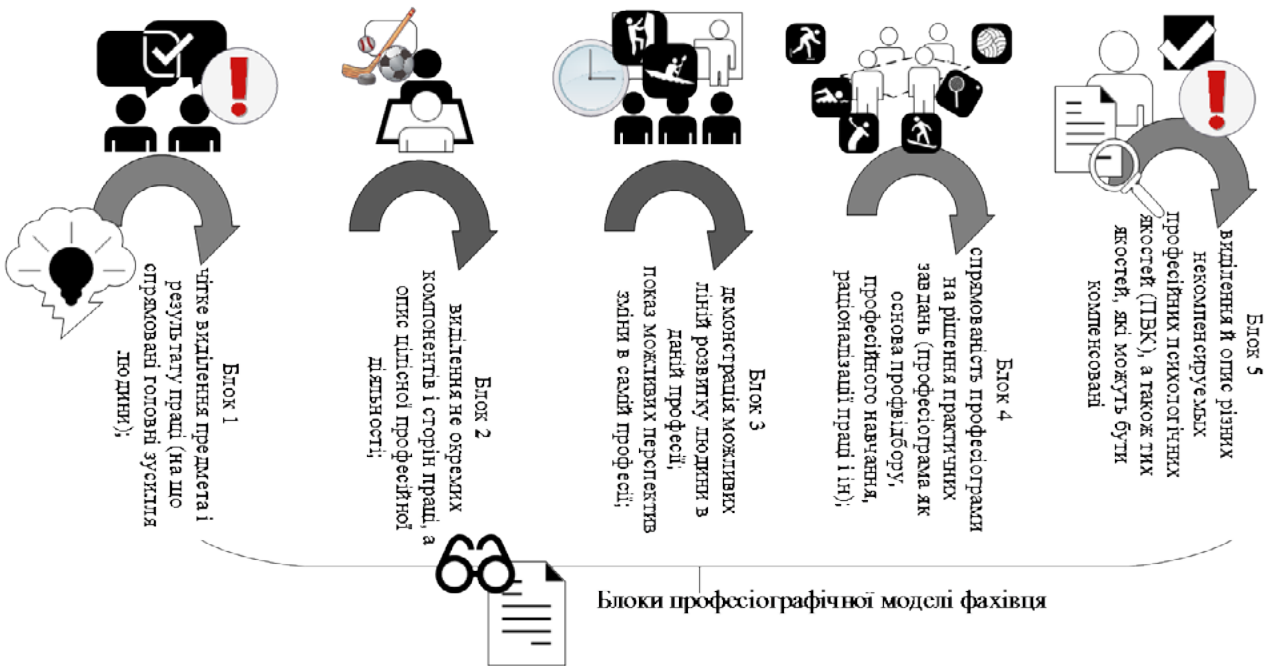 Блок 1
чітке виділення предмета і
результату праці (на що
спрямовані головні зусилля
людини);
Блок 2
виділення не окремих
компонентів і сторін праці, а
опис цілісної професійної
діяльності;
Блок 3
демонстрація можливих
ліній розвитку людини в
даній професії;
показ можливих перспектив
зміни в самій професії;
Блок 4
спрямованість професіограми
на рішення практичних
завдань (професіограма як
основа профвідбору,
професійного навчання,
раціоналізації праці і ін);
Блок 5
виділення й опис різних
некомпенсируемых
професійних психологічних
якостей (ПВК), а також тих
якостей, які можуть бути
компенсовані
Блоки професіографічної моделі фахівця